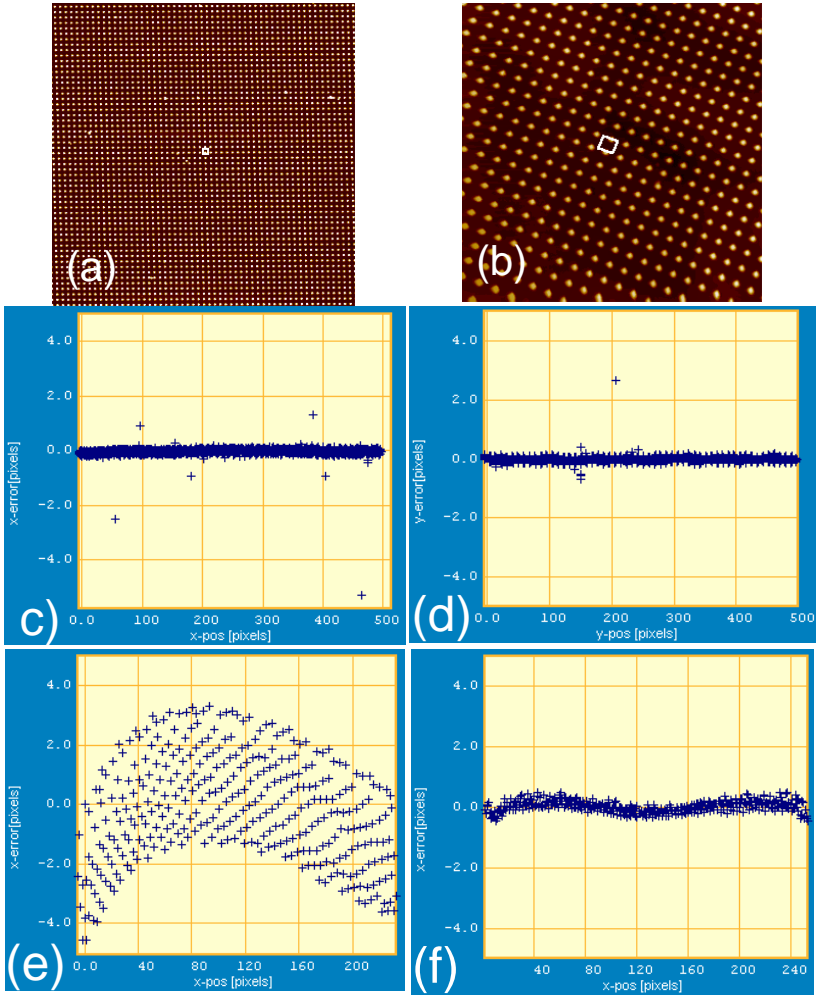 (a)
(b)
4.0
2.0
0.0
-2.0
-4.0
x-error[pixels]
0.0 100 200 300 400 500
x-pos [pixels]
c)
4.0
2.0
0.0
-2.0
-4.0
y-error[pixels]
0.0 100 200 300 400 500
y-pos [pixels]
(d)
4.0
2.0
0.0
-2.0
-4.0
x-error[pixels]
0.0 40 80 120 160 200
x-pos [pixels]
(e)
4.0
2.0
0.0
-2.0
-4.0
x-error[pixels]
40 80 120 160 200 240
x-pos [pixels]
(f)